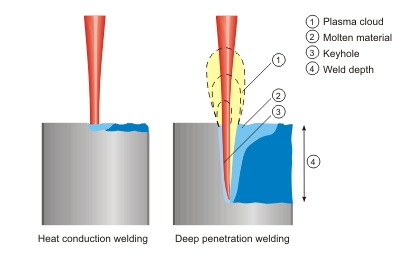 1 Plasma cloud
2 Molten material
3 Keyhole
4 Weld depth
1
2
3
4
Heat conduction welding
Deep penetration welding